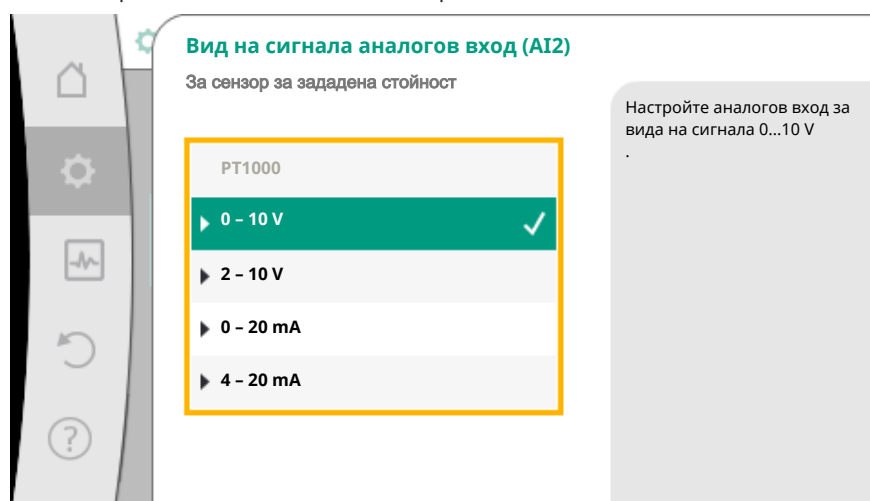 Вид на сигнала аналогов вход (AI2)
За сензор за зададена стойност
PT1000
0 – 10 V
2 – 10 V
0 – 20 mA
4 – 20 mA
Настройте аналогов вход за
вида на сигнала 0...10 V
.